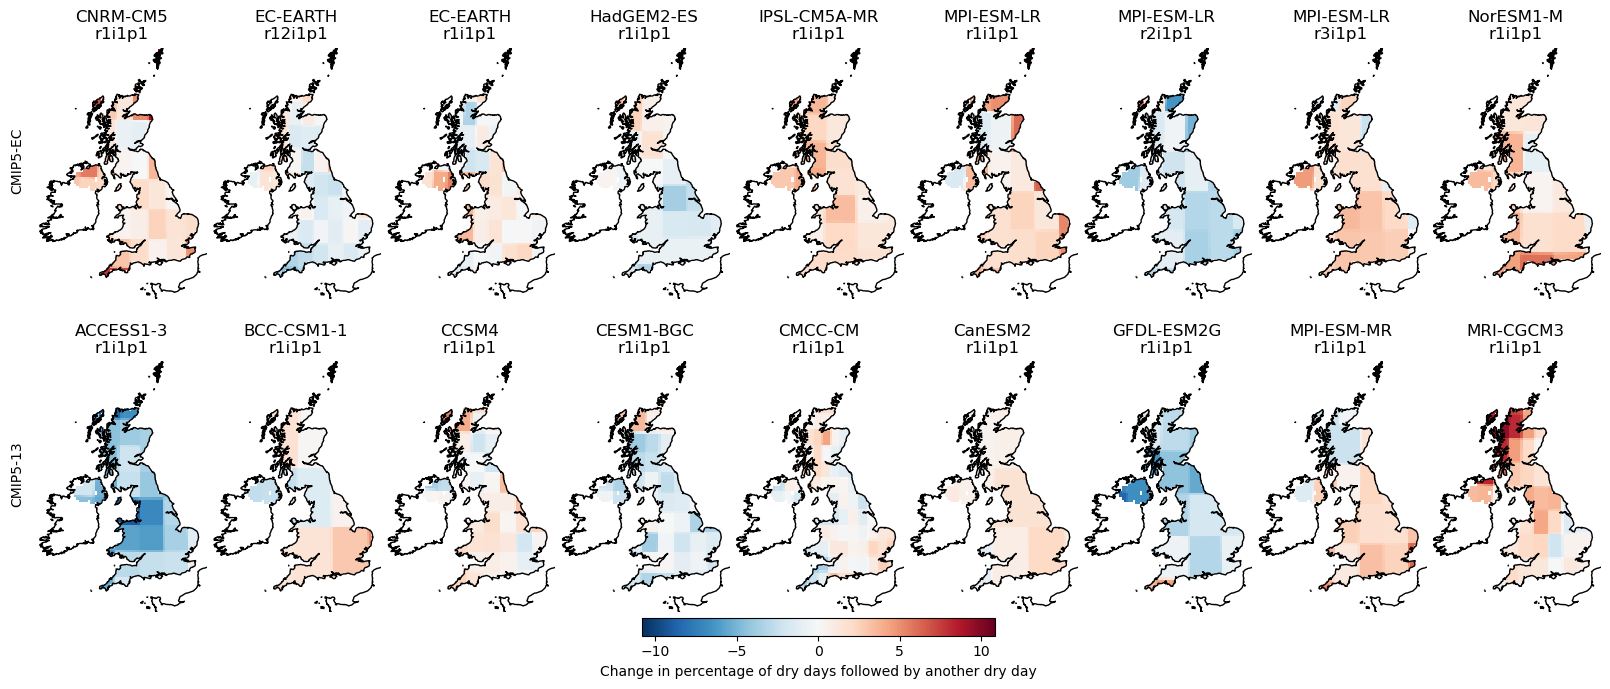 CNRM-CM5 EC-EARTH EC-EARTH HadGEM2-ES IPSL-CM5A-MR MPI-ESM-LR MPI-ESM-LR MPI-ESM-LR NorESM1-M
r1i1p1 r12i1p1 r1i1p1 r1i1p1 r1i1p1 r1i1p1 r2i1p1 r3i1p1 r1i1p1
CMIP5-EC
ACCESS1-3 BCC-CSM1-1 CCSM4 CESM1-BGC CMCC-CM CanESM2 GFDL-ESM2G MPI-ESM-MR MRI-CGCM3
r1i1p1 r1i1p1 r1i1p1 r1i1p1 r1i1p1 r1i1p1 r1i1p1 r1i1p1 r1i1p1
CMIP5-13
−10 −5 0 5 10
Change in percentage of dry days followed by another dry day